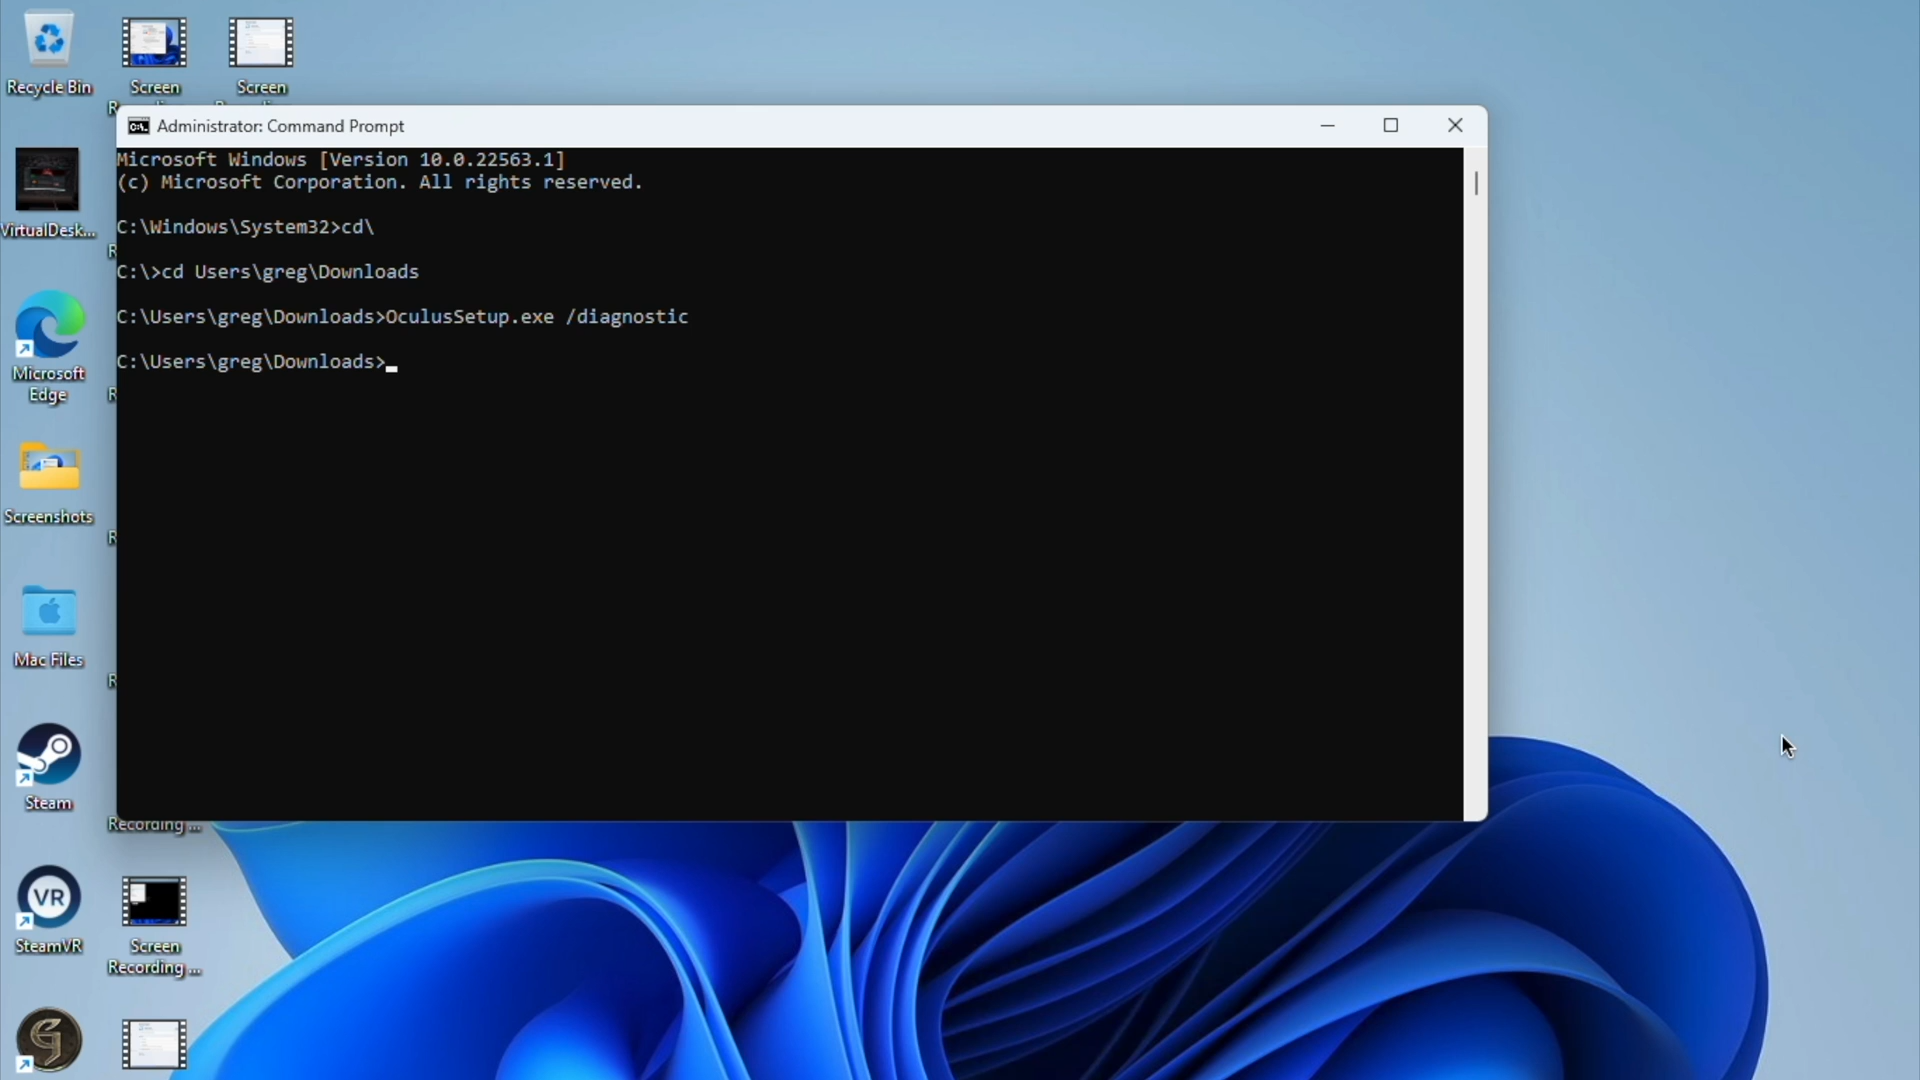 Recycle Bin
Screen
Screen
Administrator: Command Prompt
Microsoft Windows [Version 10.0.22563.1]
(c) Microsoft Corporation. All rights reserved.
C:\Windows\System32>cd\
C:\>cd Users\greg\Downloads
C:\Users\greg\Downloads>OculusSetup.exe /diagnostic
C:\Users\greg\Downloads>
VirtualDesk...
Microsoft
Edge
Screenshots
Mac Files
Steam
Recording ...
VR
SteamVR
Screen
Recording ...